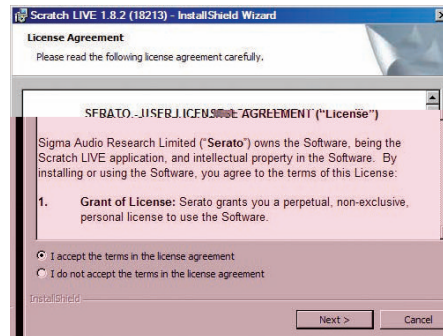 Scratch LIVE 1.8.2 (18213) - InstallShield Wizard
License Agreement
Please read the following license agreement carefully.
SERATO - USER LICENSE AGREEMENT ("License")
Sigma Audio Research Limited ("Serato") owns the Software, being the
Scratch LIVE application, and intellectual property in the Software. By
installing or using the Software, you agree to the terms of this License:
1. Grant of License: Serato grants you a perpetual, non-exclusive,
personal license to use the Software.
I accept the terms in the license agreement
I do not accept the terms in the license agreement
InstallShield
Next >
Cancel